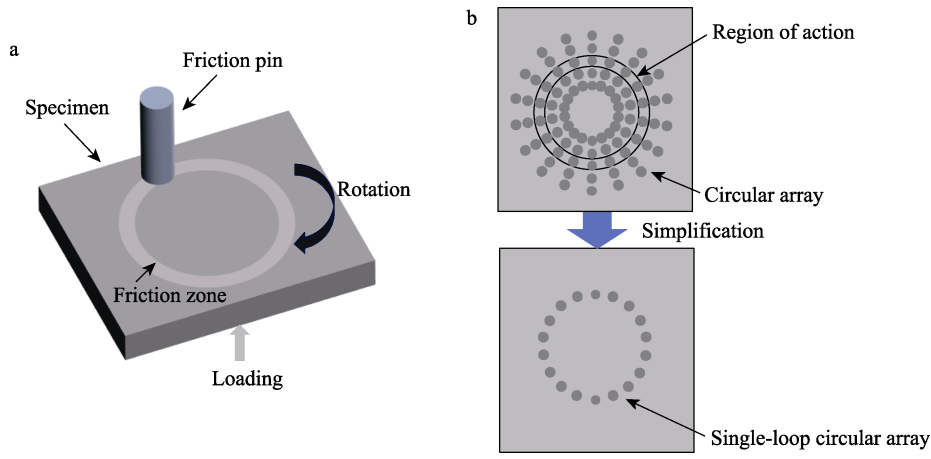 a
Friction pin
Specimen
Rotation
Friction zone
Loading
b
Region of action
Circular array
Simplification
Single-loop circular array